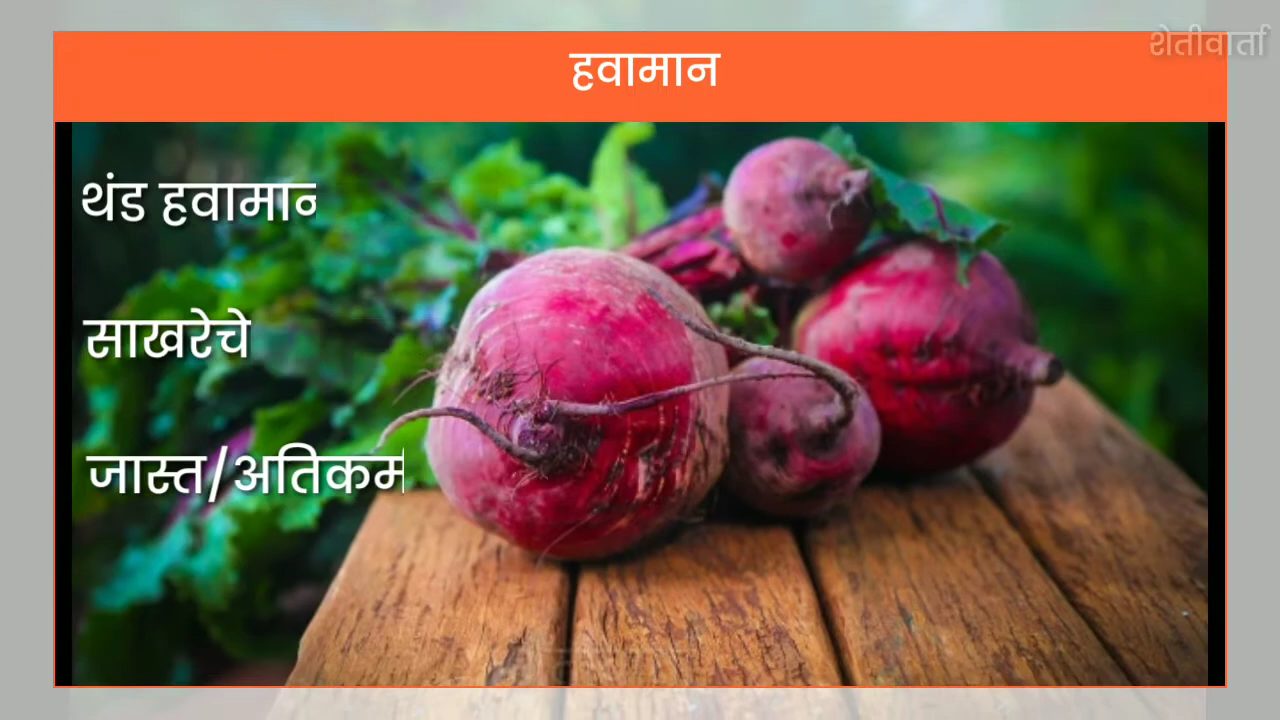 हवामान
शेतीवार्ता
थंड हवामान
साखरेचे
जास्त/अतिकम